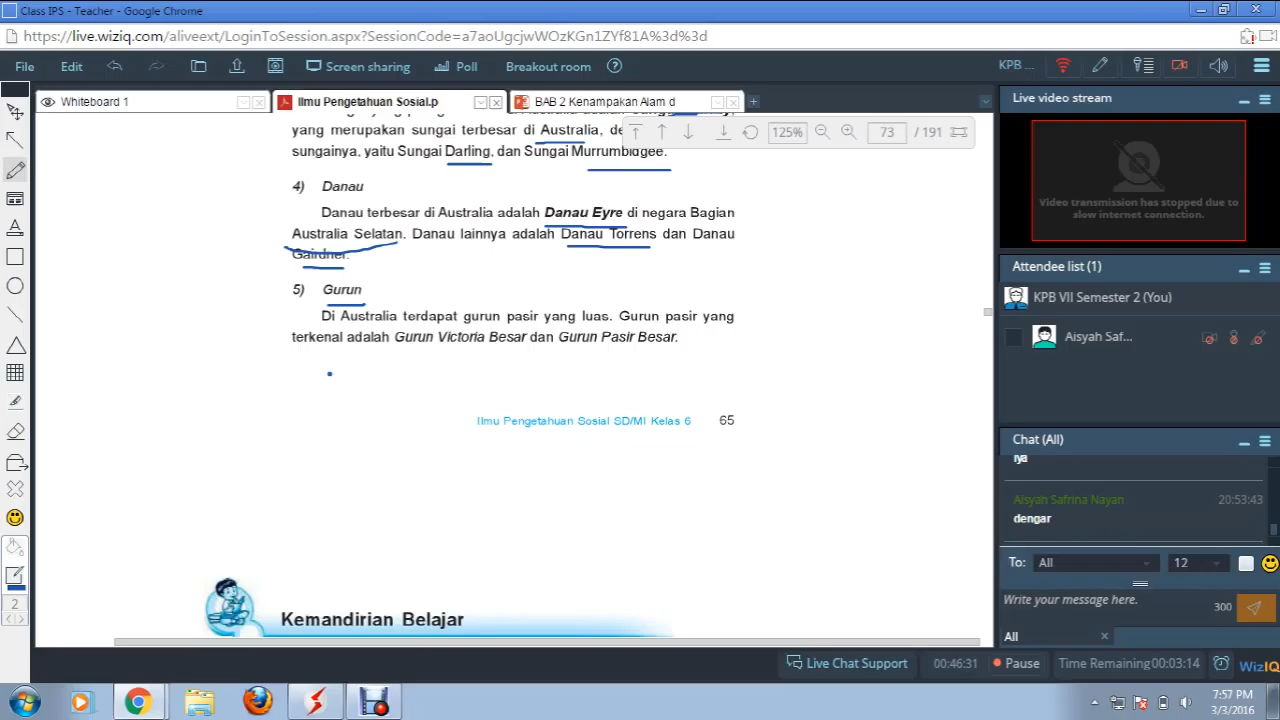 Class IPS - Teacher - Google Chrome
https://live.wiziq.com/aliveext/LoginToSession.aspx?SessionCode=a7aoUgcjwWOzKGn1ZYf81A%3d%3d
File Edit Screen sharing Poll Breakout room KPB ...
Whiteboard 1 Ilmu Pengetahuan Sosial.p BAB 2 Kenampakan Alam d
Live video stream
yang merupakan sungai terbesar di Australia, de
125% 73 / 191
sungainya, yaitu Sungai Darling, dan Sungai Murrumbidgee.
4) Danau
Danau terbesar di Australia adalah Danau Eyre di negara Bagian
Australia Selatan. Danau lainnya adalah Danau Torrens dan Danau
Gairdner.
5) Gurun
Di Australia terdapat gurun pasir yang luas. Gurun pasir yang
terkenal adalah Gurun Victoria Besar dan Gurun Pasir Besar.
Ilmu Pengetahuan Sosial SD/MI Kelas 6 65
Kemandirian Belajar
2
Video transmission has stopped due to
slow internet connection.
Attendee list (1)
KPB VII Semester 2 (You)
Aisyah Saf...
Chat (All)
iya
Aisyah Safrina Nayan 20:53:43
dengar
To: All 12
Write your message here. 300
All
Live Chat Support 00:46:31 Pause Time Remaining 00:03:14 WizIQ
7:57 PM
3/3/2016